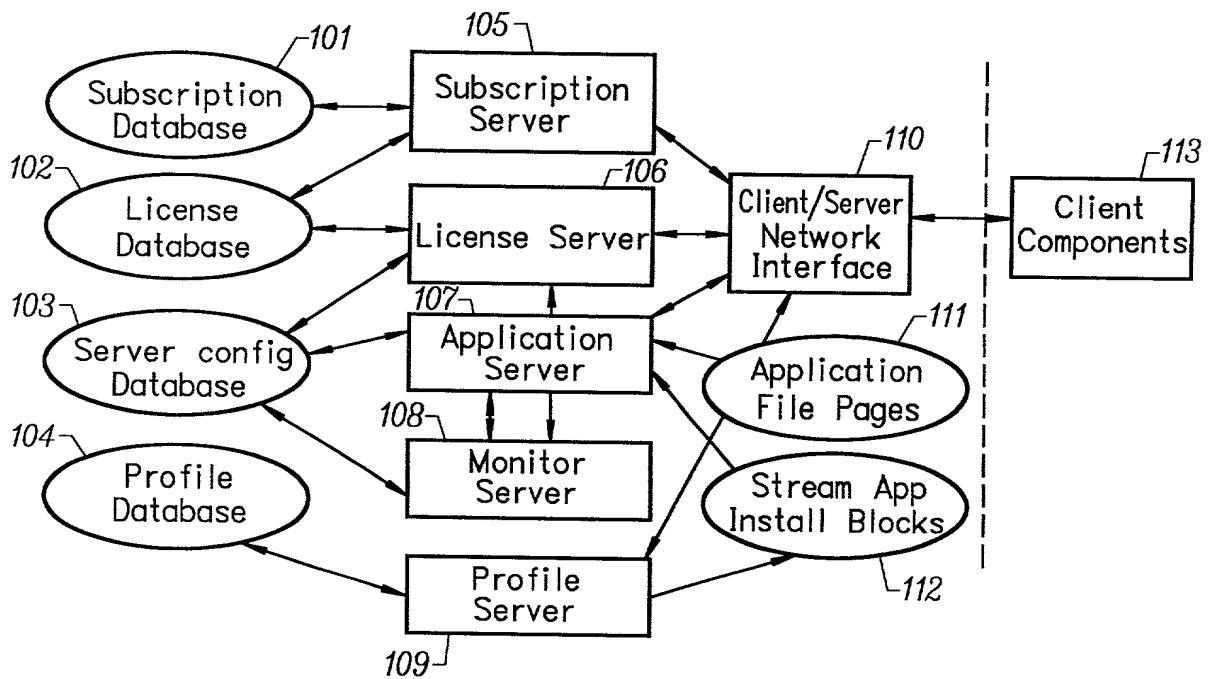 101
Subscription
Database
105
Subscription
Server
102
License
Database
106
License Server
110
Client/Server
Network
Interface
113
Client
Components
103
Server config
Database
107
Application
Server
111
Application
File Pages
104
Profile
Database
108
Monitor
Server
Stream App
Install Blocks
112
Profile
Server
109